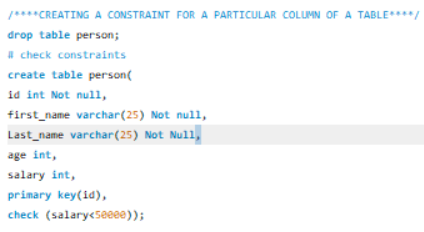 /****CREATING A CONSTRAINT FOR A PARTICULAR COLUMN OF A TABLE****/
drop table person;
# check constraints
create table person(
id int Not null,
first_name varchar(25) Not null,
Last_name varchar(25) Not Null,
age int,
salary int,
primary key(id),
check (salary<50000));